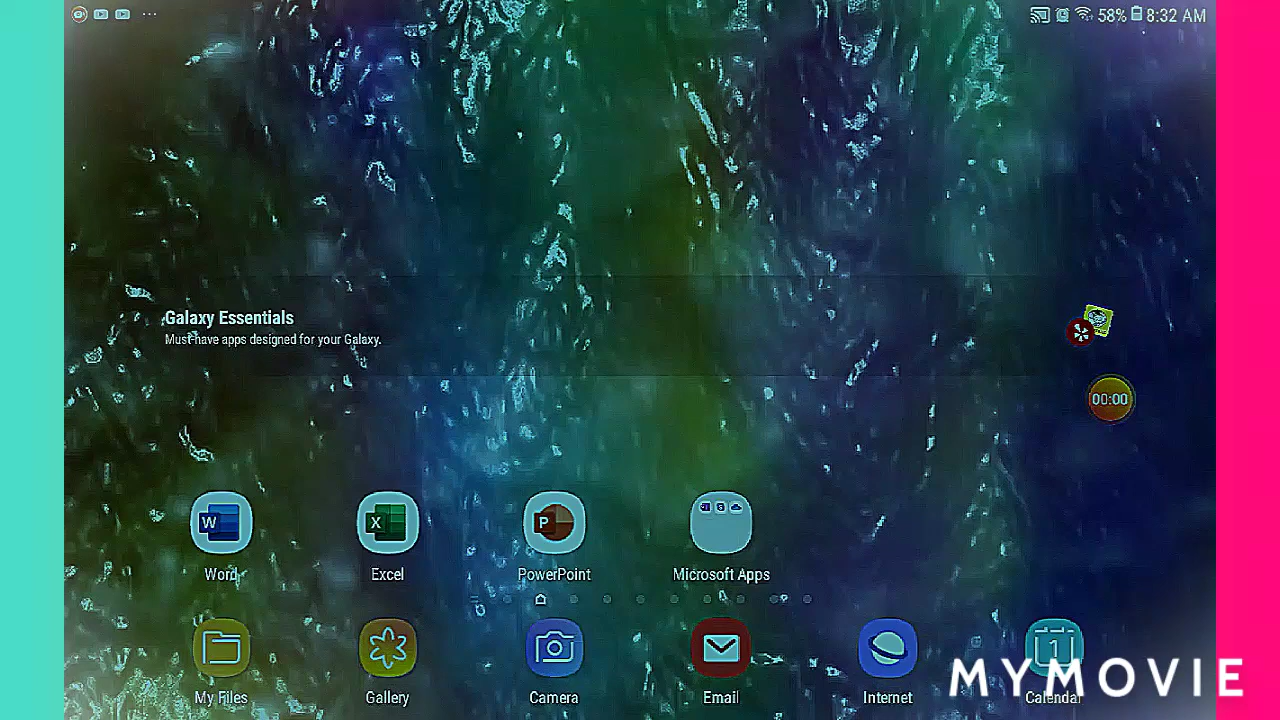 58% 8:32 AM
Galaxy Essentials
Must-have apps designed for your Galaxy.
00:00
W
X
P
Word
Excel
PowerPoint
Microsoft Apps
1
My Files
Gallery
Camera
Email
Internet
Calendar
MYMOVIE